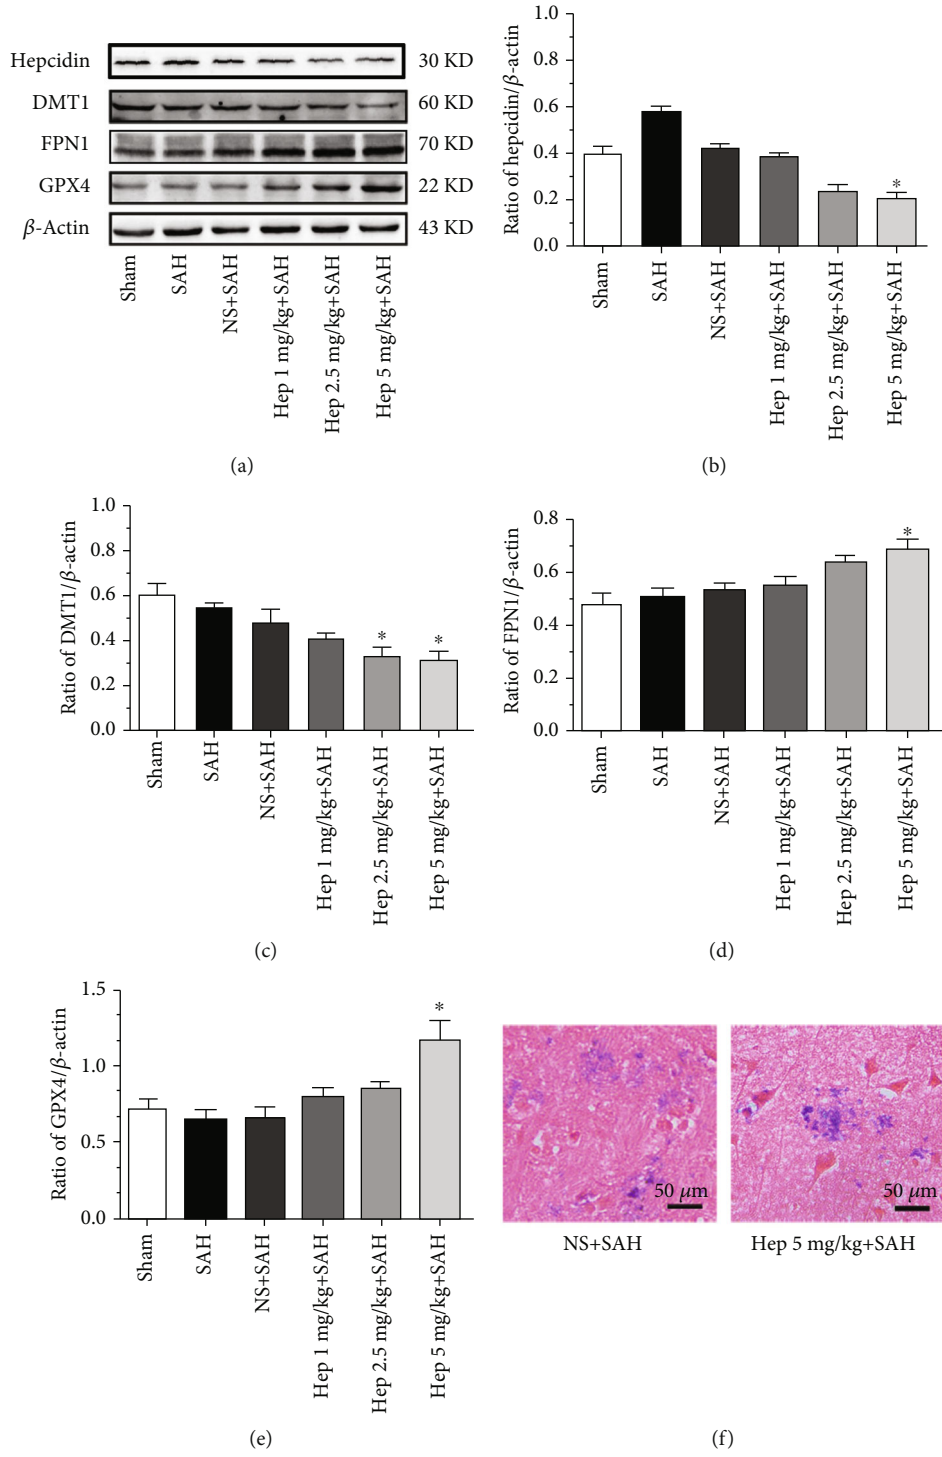 Hepcidin 30 KD
DMT1 60 KD
FPN1 70 KD
GPX4 22 KD
β-Actin 43 KD
Sham
SAH
NS+SAH
Hep 1 mg/kg+SAH
Hep 2.5 mg/kg+SAH
Hep 5 mg/kg+SAH
(a)
Ratio of hepcidin/β-actin
1.0
0.8
0.6
0.4
0.2
0.0
*
Sham
SAH
NS+SAH
Hep 1 mg/kg+SAH
Hep 2.5 mg/kg+SAH
Hep 5 mg/kg+SAH
(b)
Ratio of DMT1/β-actin
1.0
0.8
0.6
0.4
0.2
0.0
* *
Sham
SAH
NS+SAH
Hep 1 mg/kg+SAH
Hep 2.5 mg/kg+SAH
Hep 5 mg/kg+SAH
(c)
Ratio of FPN1/β-actin
0.8
0.6
0.4
0.2
0.0
*
Sham
SAH
NS+SAH
Hep 1 mg/kg+SAH
Hep 2.5 mg/kg+SAH
Hep 5 mg/kg+SAH
(d)
Ratio of GPX4/β-actin
1.5
1.0
0.5
0.0
*
Sham
SAH
NS+SAH
Hep 1 mg/kg+SAH
Hep 2.5 mg/kg+SAH
Hep 5 mg/kg+SAH
(e)
50 μm
50 μm
NS+SAH
Hep 5 mg/kg+SAH
(f)